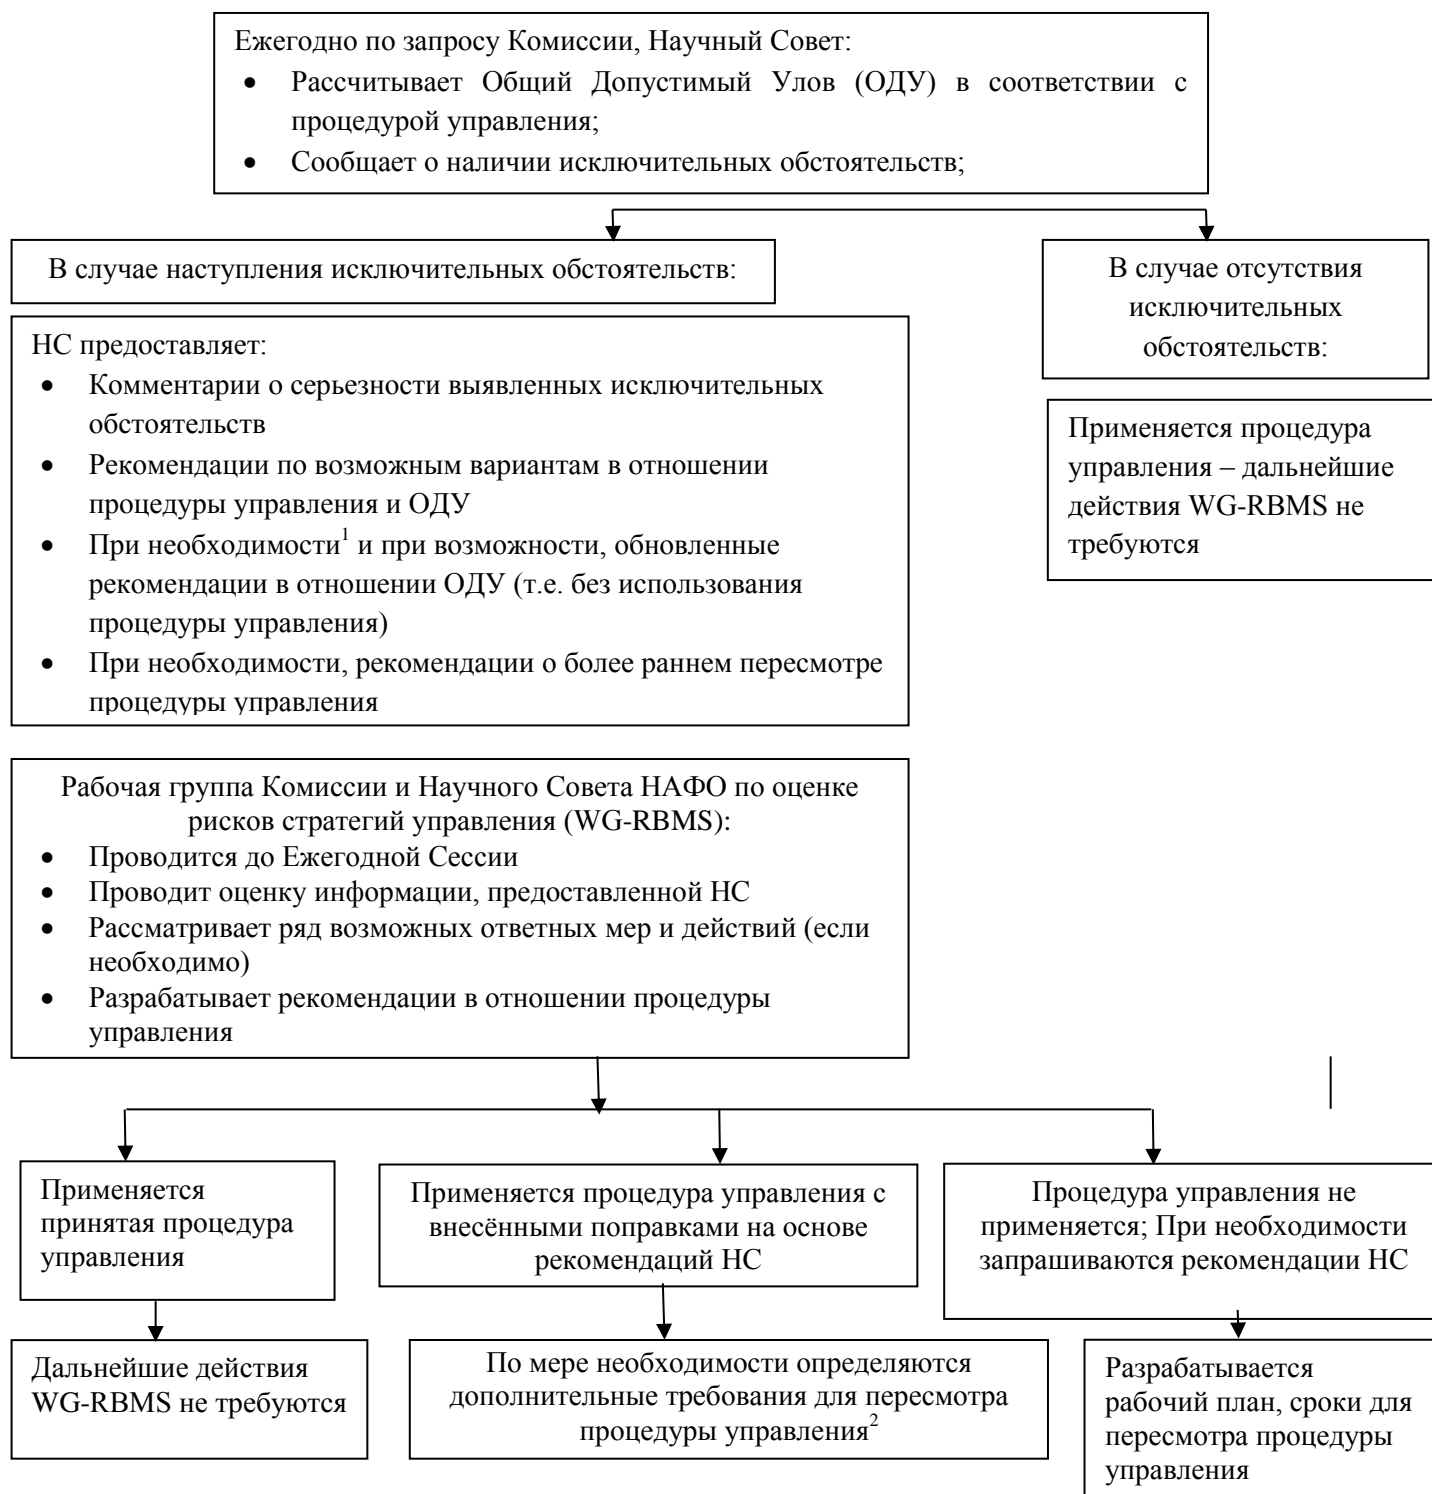 Ежегодно по запросу Комиссии, Научный Совет:
• Рассчитывает Общий Допустимый Улов (ОДУ) в соответствии с
процедурой управления;
• Сообщает о наличии исключительных обстоятельств;
В случае наступления исключительных обстоятельств:
В случае отсутствия
исключительных
обстоятельств:
НС предоставляет:
• Комментарии о серьезности выявленных исключительных
обстоятельств
• Рекомендации по возможным вариантам в отношении
процедуры управления и ОДУ
• При необходимости¹ и при возможности, обновленные
рекомендации в отношении ОДУ (т.е. без использования
процедуры управления)
• При необходимости, рекомендации о более раннем пересмотре
процедуры управления
Применяется процедура
управления – дальнейшие
действия WG-RBMS не
требуются
Рабочая группа Комиссии и Научного Совета НАФО по оценке
рисков стратегий управления (WG-RBMS):
• Проводится до Ежегодной Сессии
• Проводит оценку информации, предоставленной НС
• Рассматривает ряд возможных ответных мер и действий (если
необходимо)
• Разрабатывает рекомендации в отношении процедуры
управления
Применяется
принятая процедура
управления
Применяется процедура управления с
внесёнными поправками на основе
рекомендаций НС
Процедура управления не
применяется; При необходимости
запрашиваются рекомендации НС
Дальнейшие действия
WG-RBMS не требуются
По мере необходимости определяются
дополнительные требования для пересмотра
процедуры управления²
Разрабатывается
рабочий план, сроки для
пересмотра процедуры
управления